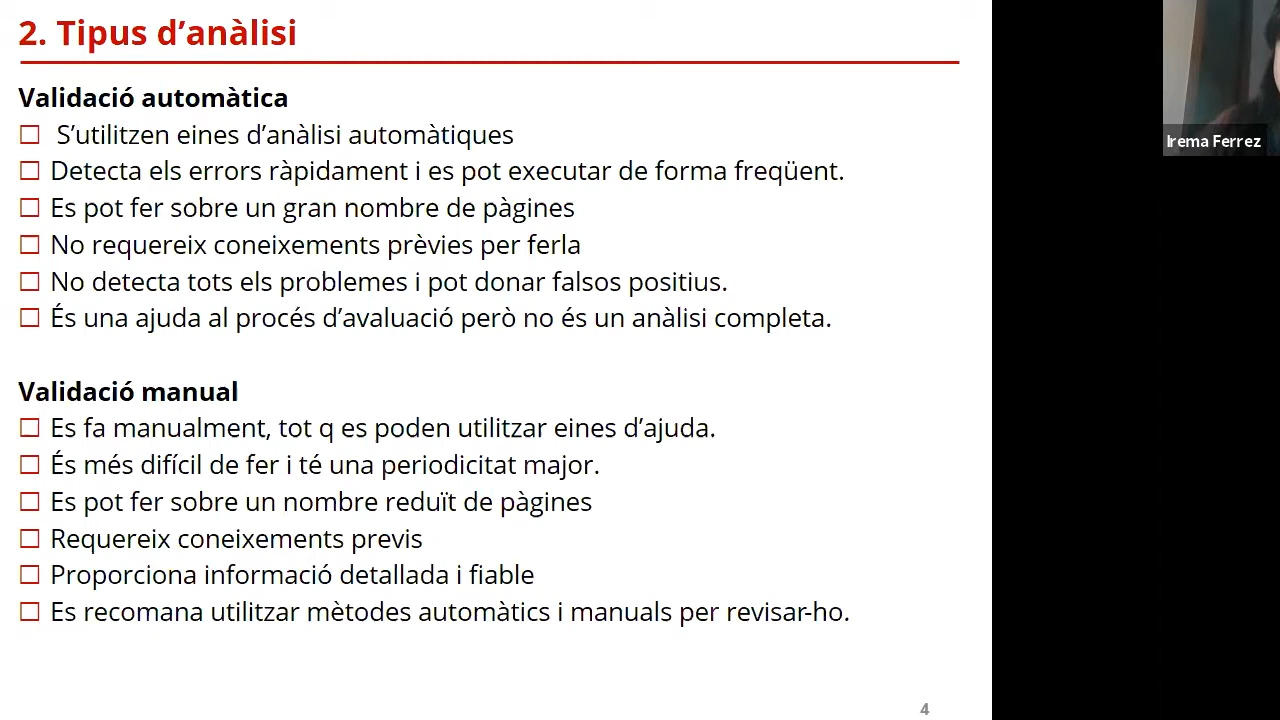 2. Tipus d’anàlisi
Validació automàtica
☐ S’utilitzen eines d’anàlisi automàtiques
☐ Detecta els errors ràpidament i es pot executar de forma freqüent.
☐ Es pot fer sobre un gran nombre de pàgines
☐ No requereix coneixements prèvies per ferla
☐ No detecta tots els problemes i pot donar falsos positius.
☐ És una ajuda al procés d’avaluació però no és un anàlisi completa.
Validació manual
☐ Es fa manualment, tot q es poden utilitzar eines d’ajuda.
☐ És més difícil de fer i té una periodicitat major.
☐ Es pot fer sobre un nombre reduït de pàgines
☐ Requereix coneixements previs
☐ Proporciona informació detallada i fiable
☐ Es recomana utilitzar mètodes automàtics i manuals per revisar-ho.
4
Irema Ferrez